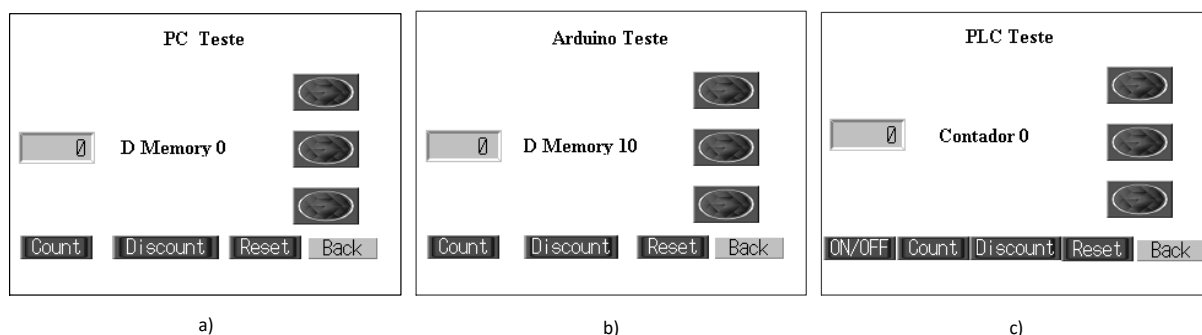 PC Teste
0
D Memory 0
Count Discount Reset Back
a)
Arduino Teste
0
D Memory 10
Count Discount Reset Back
b)
PLC Teste
0
Contador 0
ON/OFF Count Discount Reset Back
c)